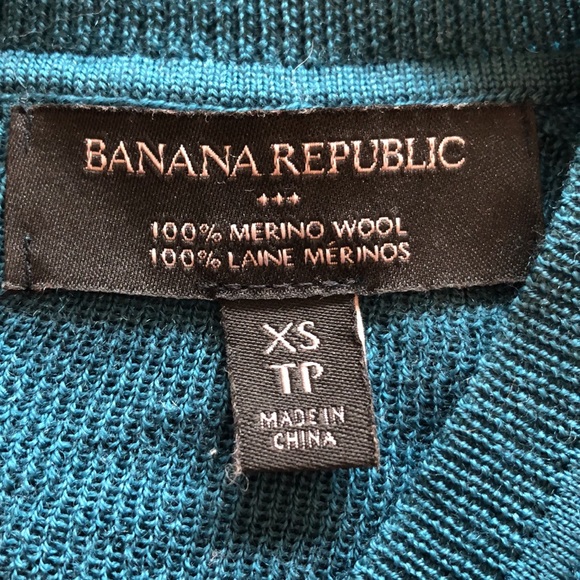 BANANA REPUBLIC
100% MERINO WOOL
100% LAINE MÉRINOS
XS
TP
MADE IN
CHINA